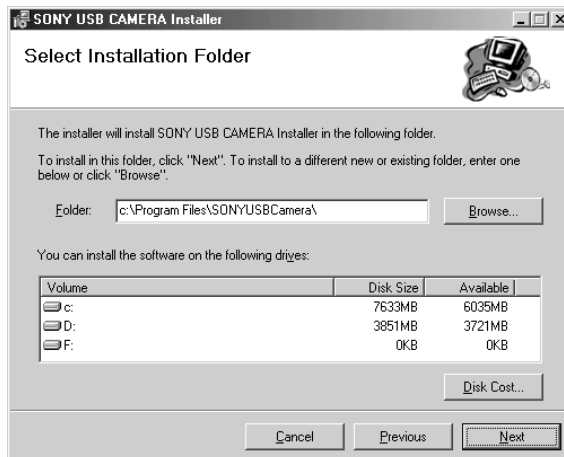 SONY USB CAMERA Installer
Select Installation Folder
The installer will install SONY USB CAMERA Installer in the following folder.
To install in this folder, click "Next". To install to a different new or existing folder, enter one
below or click "Browse".
Folder: c:\Program Files\SONYUSBCamera\ Browse...
You can install the software on the following drives:
Volume Disk Size Available
c: 7633MB 6035MB
D: 3851MB 3721MB
F: 0KB 0KB
Disk Cost...
Cancel Previous Next